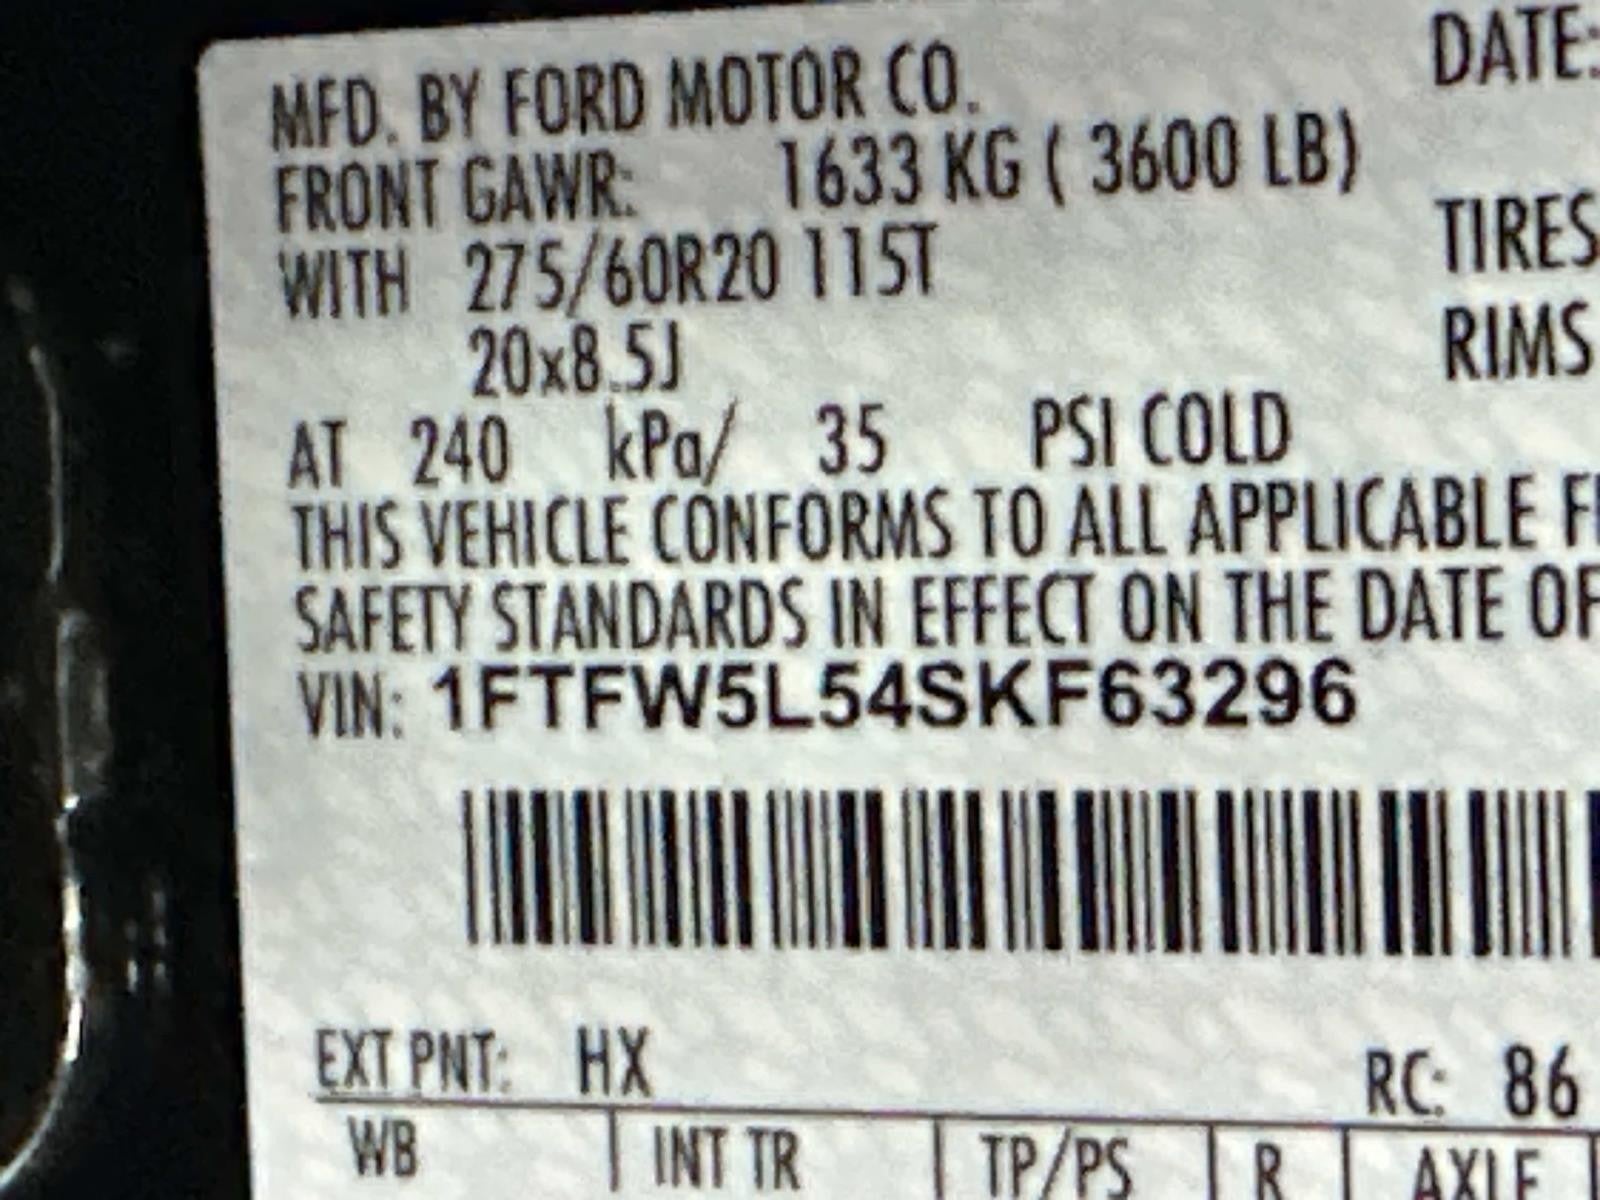 MFD. BY FORD MOTOR CO. DATE:
FRONT GAWR: 1633 KG ( 3600 LB)
WITH 275/60R20 115T TIRES
20x8.5J RIMS
AT 240 kPa/ 35 PSI COLD
THIS VEHICLE CONFORMS TO ALL APPLICABLE
SAFETY STANDARDS IN EFFECT ON THE DATE OF
VIN: 1FTFW5L54SKF63296
EXT PNT: HX RC: 86
WB INT TR TP/PS R AXLE